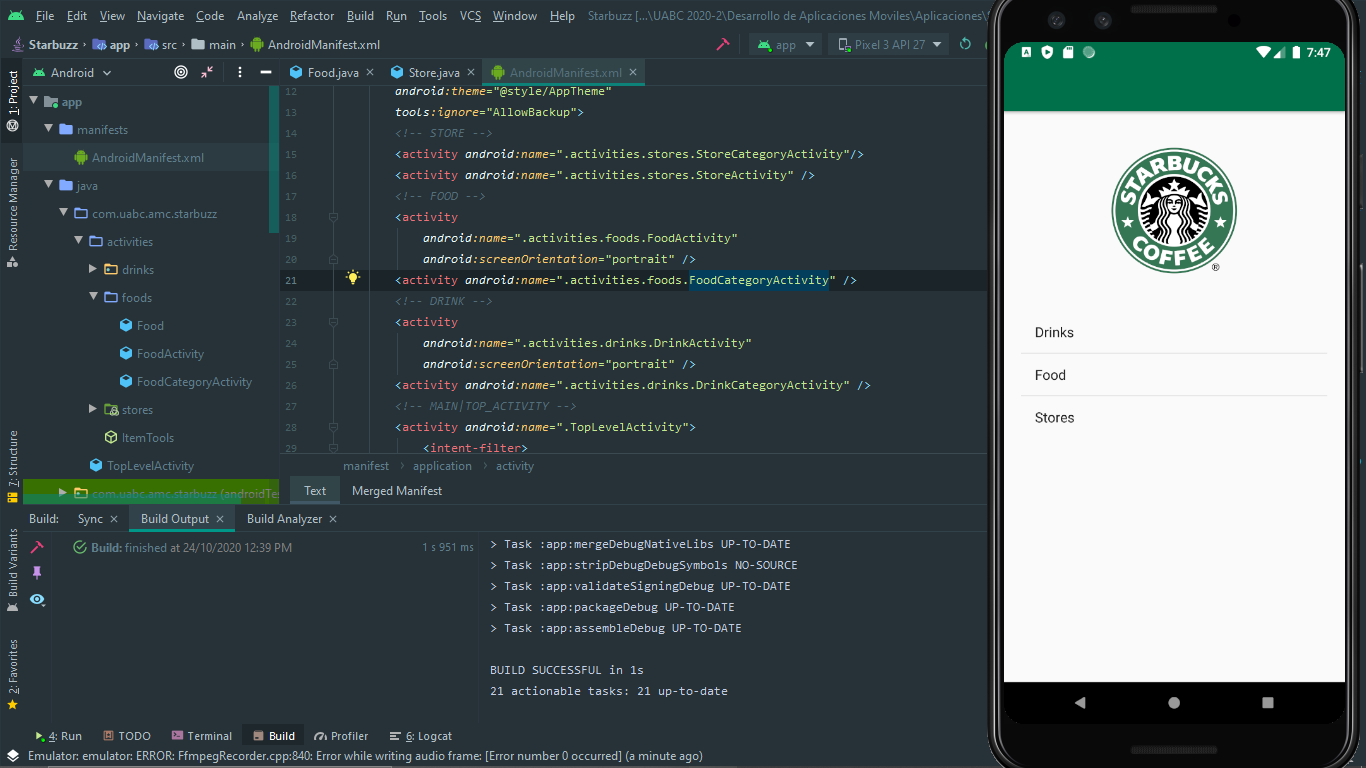 File Edit View Navigate Code Analyze Refactor Build Run Tools VCS Window Help Starbuzz [...\UABC 2020-2\Desarrollo de Aplicaciones Moviles\Aplicaciones\
Starbuzz app src main AndroidManifest.xml app Pixel 3 API 27
1: Project
Resource Manager
7: Structure
Build Variants
2: Favorites
Android
app
manifests
AndroidManifest.xml
java
com.uabc.amc.starbuzz
activities
drinks
foods
Food
FoodActivity
FoodCategoryActivity
stores
ItemTools
TopLevelActivity
com.uabc.amc.starbuzz (androidTe
Food.java Store.java AndroidManifest.xml
12 android:theme="@style/AppTheme"
13 tools:ignore="AllowBackup">
14 <!-- STORE -->
15 <activity android:name=".activities.stores.StoreCategoryActivity"/>
16 <activity android:name=".activities.stores.StoreActivity" />
17 <!-- FOOD -->
18 <activity
19 android:name=".activities.foods.FoodActivity"
20 android:screenOrientation="portrait" />
21 <activity android:name=".activities.foods.FoodCategoryActivity" />
22 <!-- DRINK -->
23 <activity
24 android:name=".activities.drinks.DrinkActivity"
25 android:screenOrientation="portrait" />
26 <activity android:name=".activities.drinks.DrinkCategoryActivity" />
27 <!-- MAIN|TOP_ACTIVITY -->
28 <activity android:name=".TopLevelActivity">
29 <intent-filter>
manifest › application › activity
Text Merged Manifest
Build: Sync Build Output Build Analyzer
Build: finished at 24/10/2020 12:39 PM 1 s 951 ms
> Task :app:mergeDebugNativeLibs UP-TO-DATE
> Task :app:stripDebugDebugSymbols NO-SOURCE
> Task :app:validateSigningDebug UP-TO-DATE
> Task :app:packageDebug UP-TO-DATE
> Task :app:assembleDebug UP-TO-DATE
BUILD SUCCESSFUL in 1s
21 actionable tasks: 21 up-to-date
4: Run TODO Terminal Build Profiler 6: Logcat
Emulator: emulator: ERROR: FfmpegRecorder.cpp:840: Error while writing audio frame: [Error number 0 occurred] (a minute ago)
A 7:47
STARBUCKS
COFFEE
®
Drinks
Food
Stores